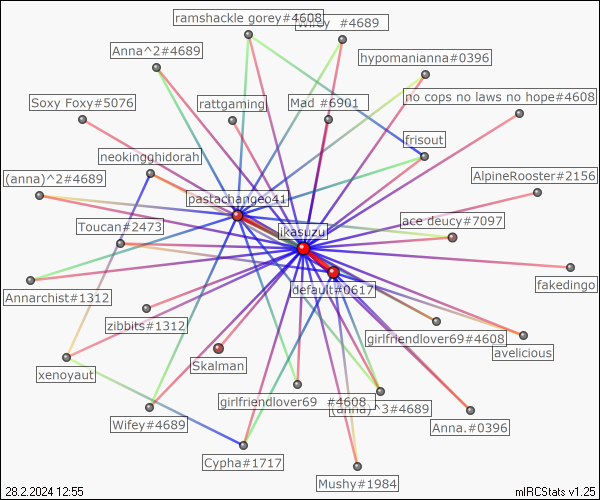 ramshackle gorey#4608
wifey #4689
Anna^2#4689
hypomanianna#0396
Soxy Foxy#5076
rattgaming
Mad #6901
no cops no laws no hope#4608
frisout
neokingghidorah
(anna)^2#4689
pastachangeo41
AlpineRooster#2156
Toucan#2473
ikasuzu
ace deucy#7097
default#0617
fakedingo
Annarchist#1312
zibbits#1312
girlfriendlover69#4608
avelicious
xenoyaut
Skalman
girlfriendlover69 #4608
(anna)^3#4689
Wifey#4689
Anna.#0396
Cypha#1717
Mushy#1984
28.2.2024 12:55
mIRCStats v1.25